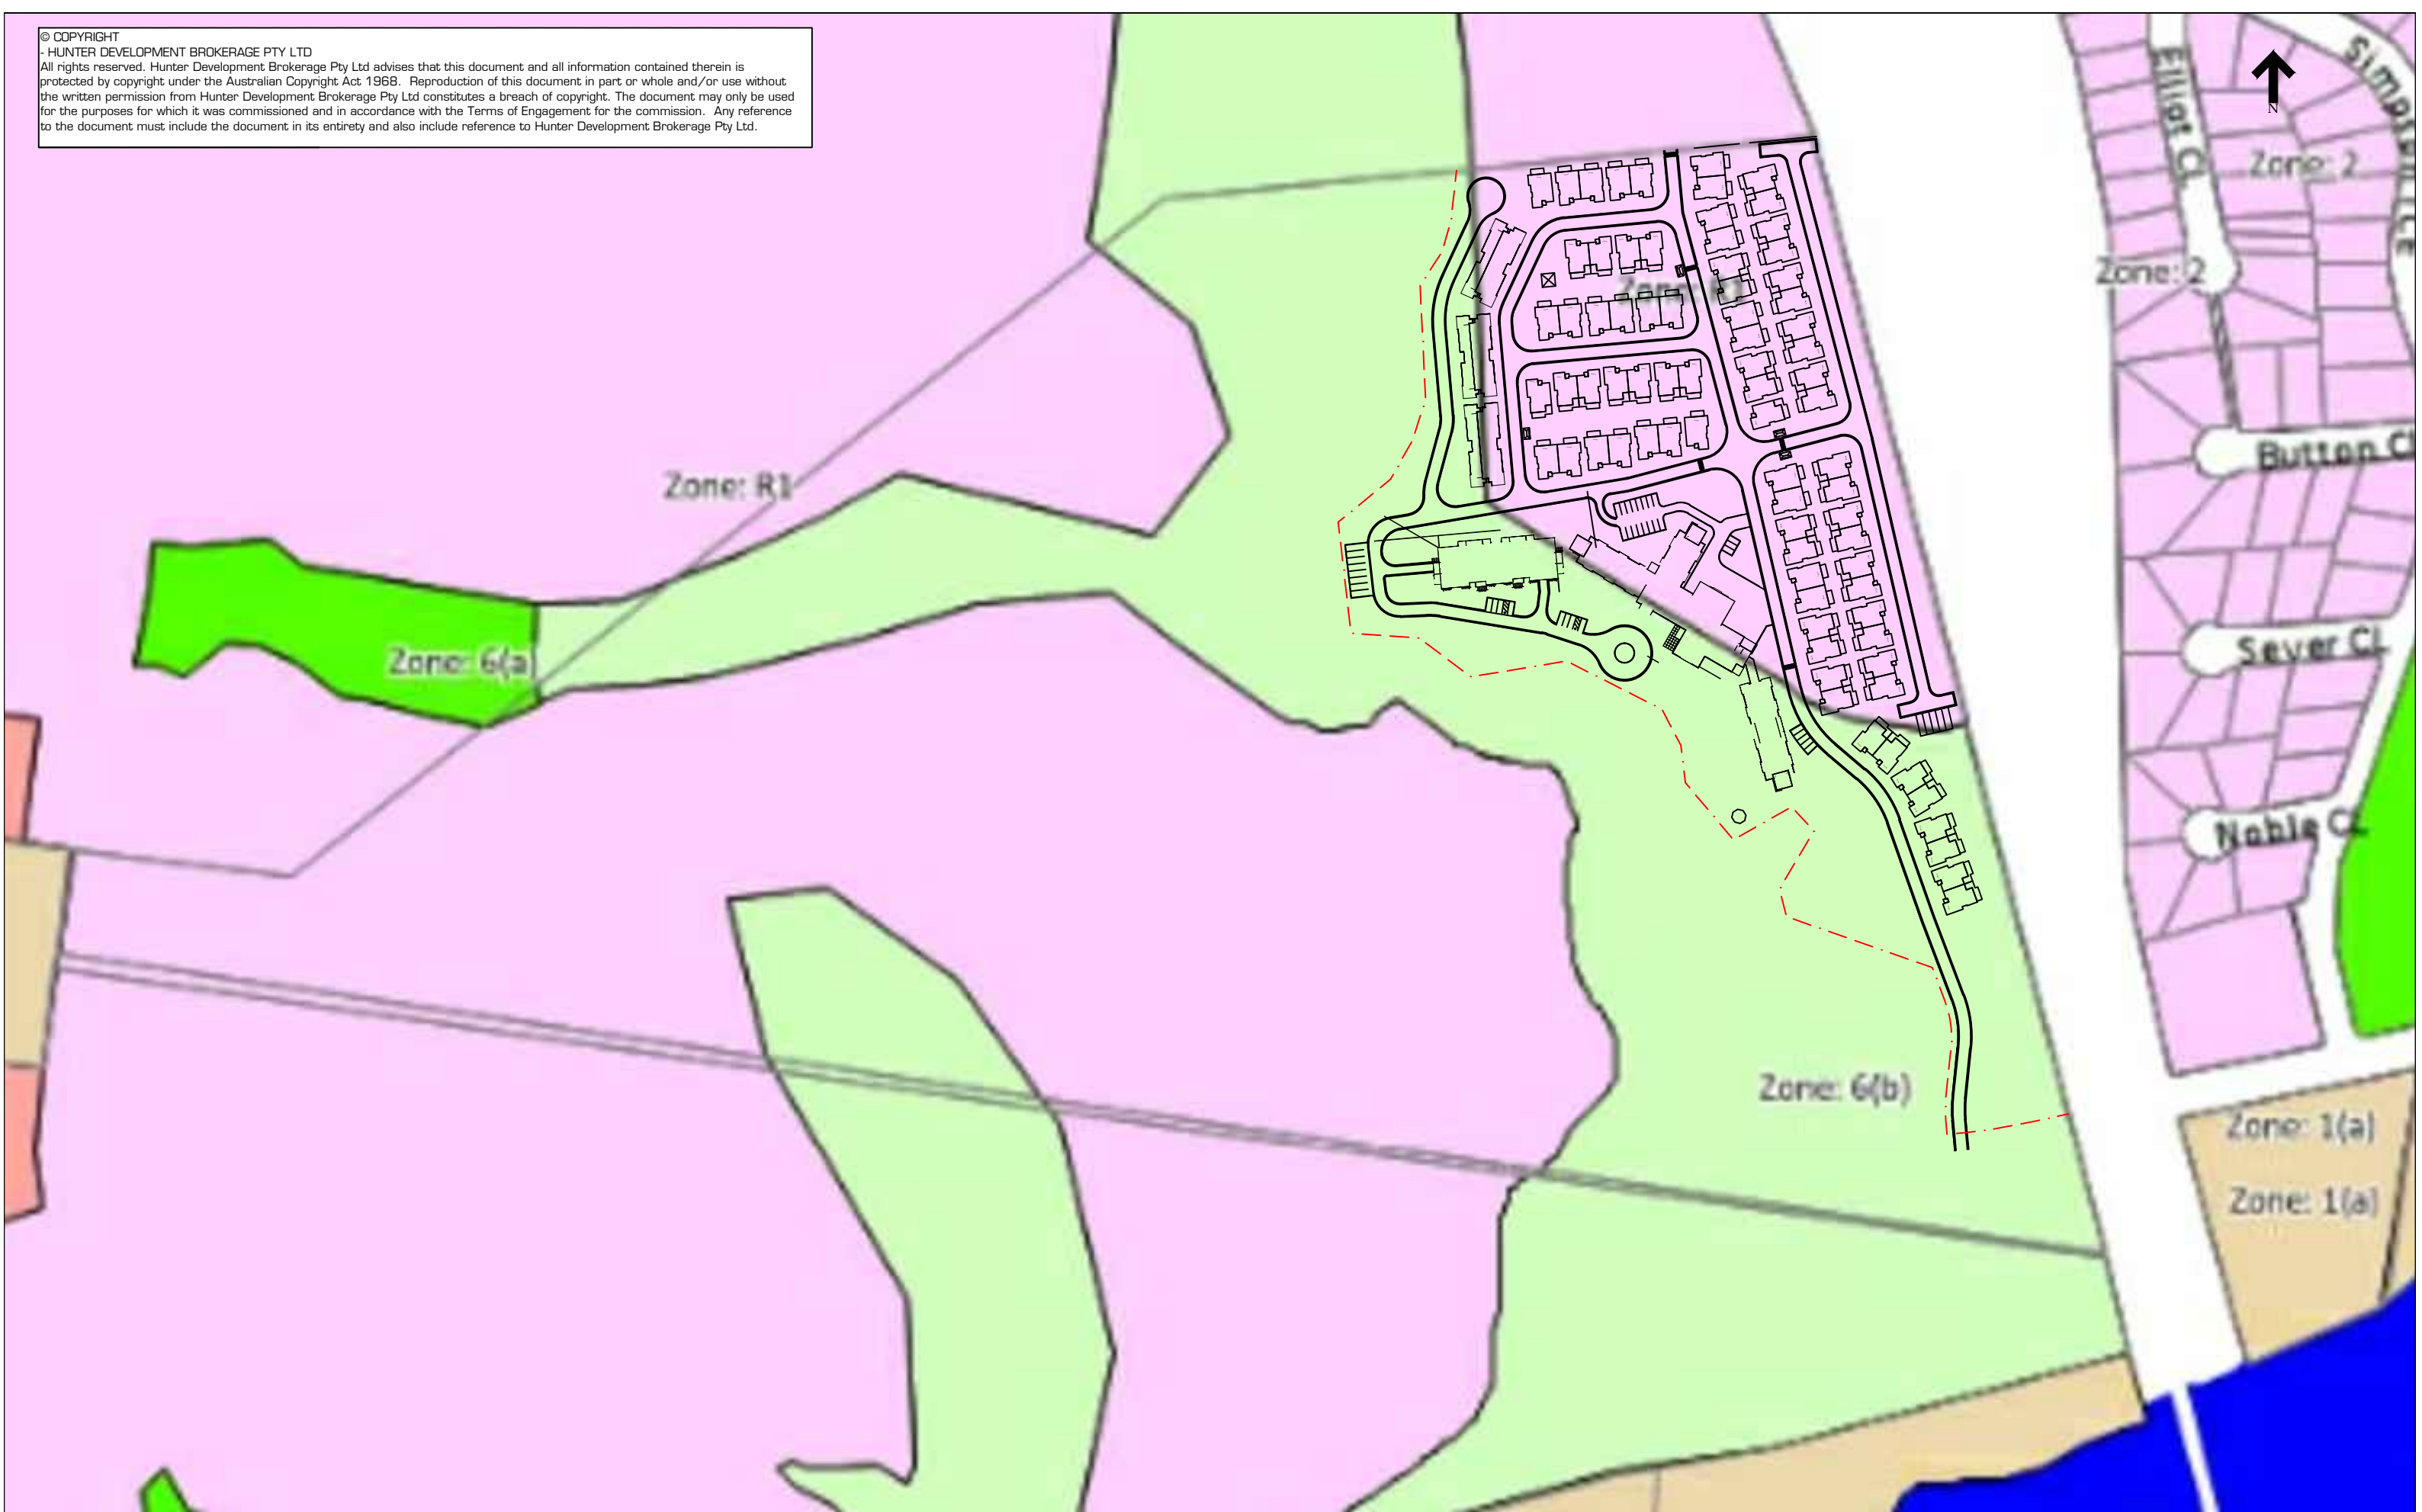 © COPYRIGHT
- HUNTER DEVELOPMENT BROKERAGE PTY LTD
All rights reserved. Hunter Development Brokerage Pty Ltd advises that this document and all information contained therein is
protected by copyright under the Australian Copyright Act 1968. Reproduction of this document in part or whole and/or use without
the written permission from Hunter Development Brokerage Pty Ltd constitutes a breach of copyright. The document may only be used
for the purposes for which it was commissioned and in accordance with the Terms of Engagement for the commission. Any reference
to the document must include the document in its entirety and also include reference to Hunter Development Brokerage Pty Ltd.
Elliot CL
N
Zone: 2
Zone: 2
Zone: R1
Button CL
Zone: R1
Sever CL
Zone: 6(a)
Noble CL
Zone: 6(b)
Zone: 1(a)
Zone: 1(a)